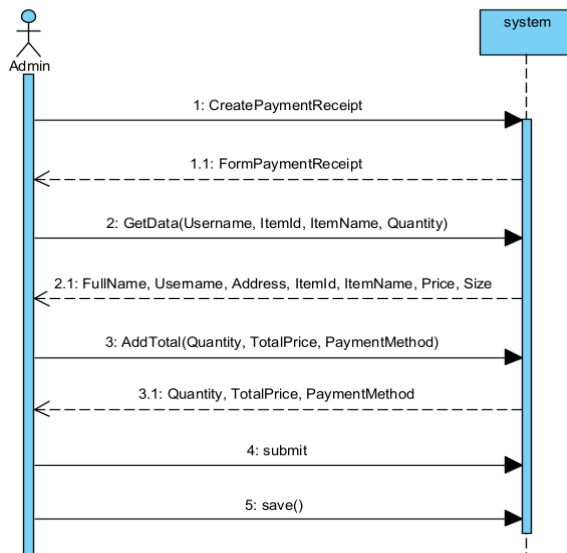 system
Admin
1: CreatePaymentReceipt
1.1: FormPaymentReceipt
2: GetData(Username, ItemId, ItemName, Quantity)
2.1: FullName, Username, Address, ItemId, ItemName, Price, Size
3: AddTotal(Quantity, TotalPrice, PaymentMethod)
3.1: Quantity, TotalPrice, PaymentMethod
4: submit
5: save()